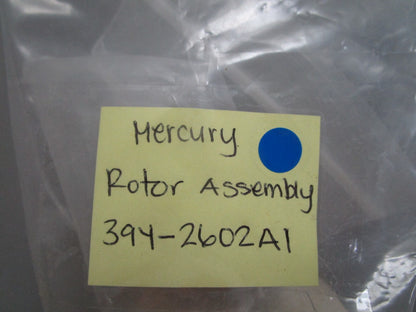 Mercury
Rotor Assembly
394-2602A1